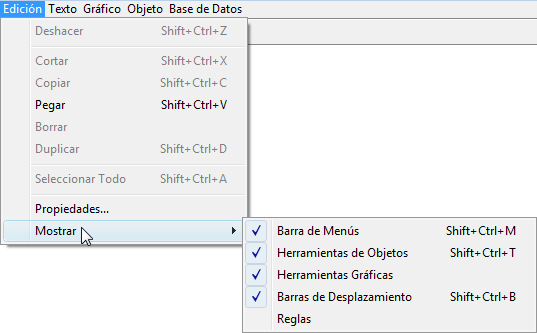 Edición Texto Gráfico Objeto Base de Datos
Deshacer Shift+Ctrl+Z
Cortar Shift+Ctrl+X
Copiar Shift+Ctrl+C
Pegar Shift+Ctrl+V
Borrar
Duplicar Shift+Ctrl+D
Seleccionar Todo Shift+Ctrl+A
Propiedades...
Mostrar
Barra de Menús Shift+Ctrl+M
Herramientas de Objetos Shift+Ctrl+T
Herramientas Gráficas
Barras de Desplazamiento Shift+Ctrl+B
Reglas